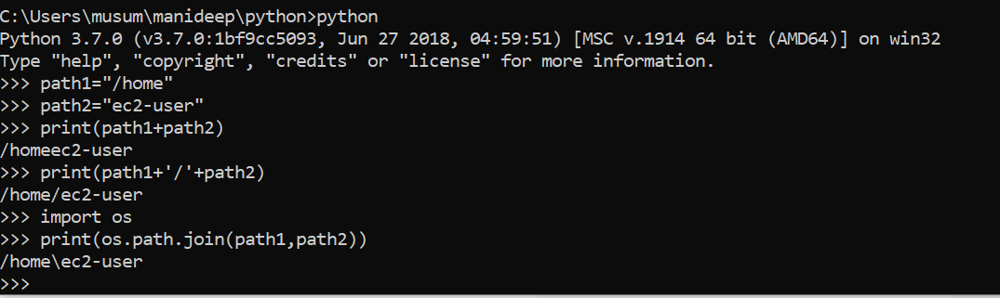 C:\Users\musum\manideep\python>python
Python 3.7.0 (v3.7.0:1bf9cc5093, Jun 27 2018, 04:59:51) [MSC v.1914 64 bit (AMD64)] on win32
Type "help", "copyright", "credits" or "license" for more information.
>>> path1="/home"
>>> path2="ec2-user"
>>> print(path1+path2)
/homeec2-user
>>> print(path1+'/'+path2)
/home/ec2-user
>>> import os
>>> print(os.path.join(path1,path2))
/home\ec2-user
>>>